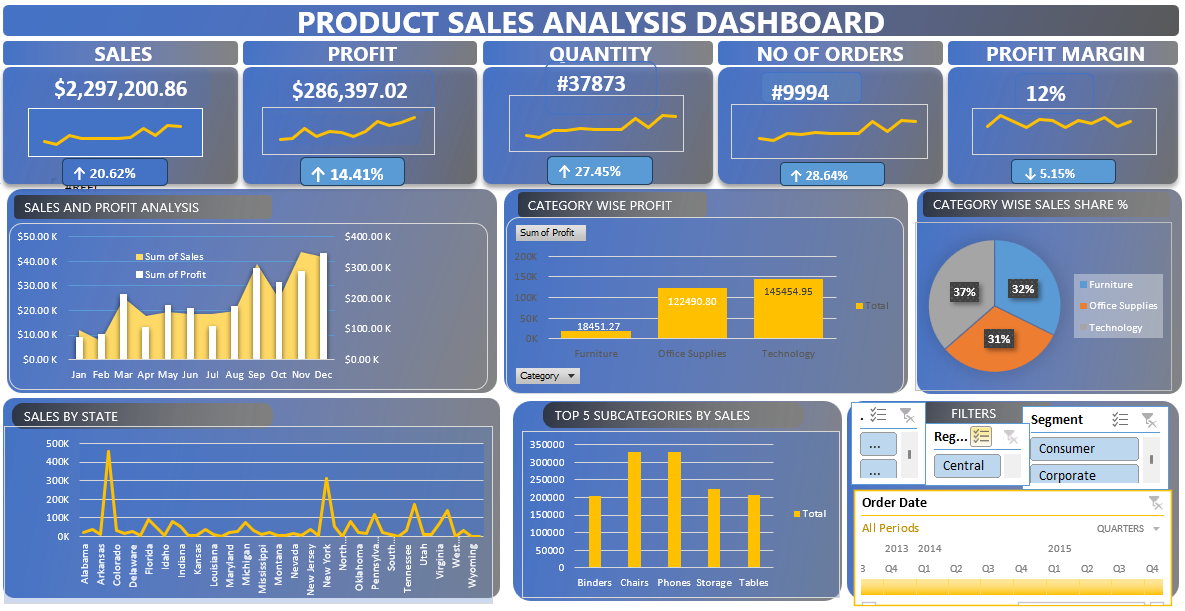 PRODUCT SALES ANALYSIS DASHBOARD
SALES
PROFIT
QUANTITY
NO OF ORDERS
PROFIT MARGIN
$2,297,200.86
$286,397.02
#37873
#9994
12%
↑ 20.62%
↑ 14.41%
↑ 27.45%
↑ 28.64%
↓ 5.15%
SALES AND PROFIT ANALYSIS
$50.00 K
$40.00 K
$30.00 K
$20.00 K
$10.00 K
$0.00 K
$400.00 K
$300.00 K
$200.00 K
$100.00 K
$0.00 K
Sum of Sales
Sum of Profit
Jan Feb Mar Apr May Jun Jul Aug Sep Oct Nov Dec
CATEGORY WISE PROFIT
Sum of Profit
200K
150K
100K
50K
0K
18451.27
122490.80
145454.95
Total
Furniture Office Supplies Technology
Category
CATEGORY WISE SALES SHARE %
37%
32%
31%
Furniture
Office Supplies
Technology
SALES BY STATE
500K
400K
300K
200K
100K
0K
Alabama
Arkansas
Colorado
Delaware
Florida
Idaho
Indiana
Kansas
Louisiana
Maryland
Michigan
Mississippi
Montana
Nevada
New Jersey
New York
North...
Oklahoma
Pennsylva...
South...
Tennessee
Utah
Virginia
West...
Wyoming
TOP 5 SUBCATEGORIES BY SALES
350000
300000
250000
200000
150000
100000
50000
0
Total
Binders Chairs Phones Storage Tables
FILTERS
.
...
...
Reg...
Central
Segment
Consumer
Corporate
Order Date
All Periods
QUARTERS
2013 2014 2015
3 Q4 Q1 Q2 Q3 Q4 Q1 Q2 Q3 Q4